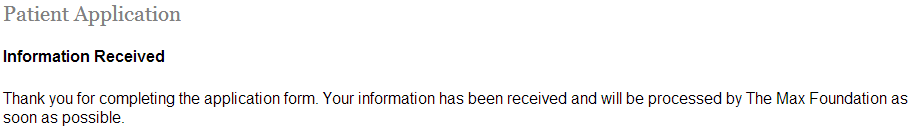 Patient Application
Information Received
Thank you for completing the application form. Your information has been received and will be processed by The Max Foundation as
soon as possible.